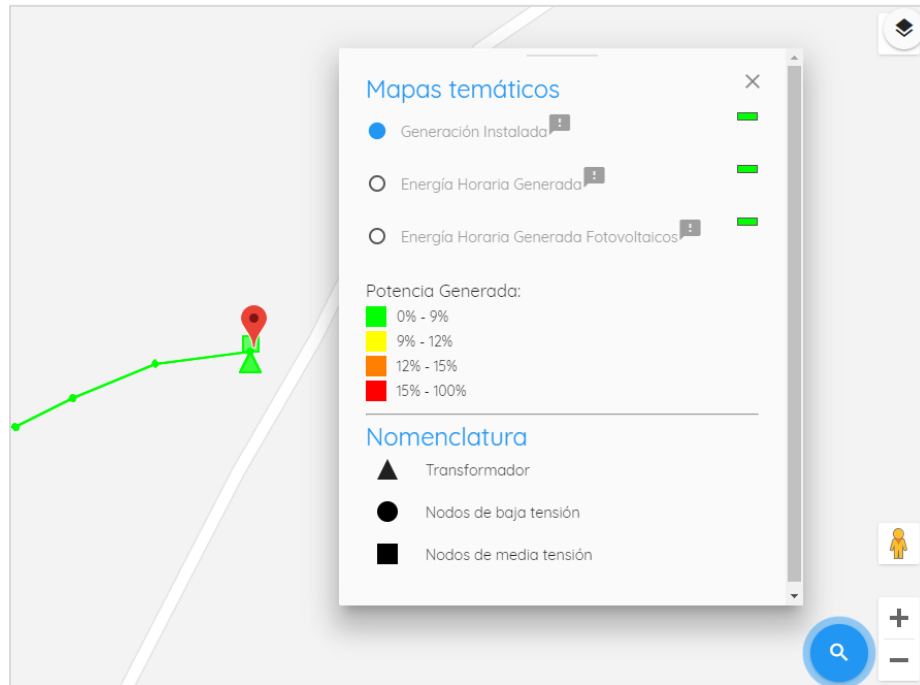 Mapas temáticos
Generación Instalada
Energía Horaria Generada
Energía Horaria Generada Fotovoltaicos
Potencia Generada:
0% - 9%
9% - 12%
12% - 15%
15% - 100%
Nomenclatura
Transformador
Nodos de baja tensión
Nodos de media tensión